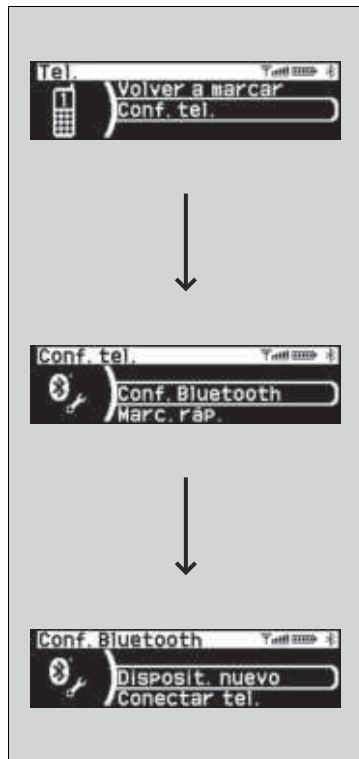 Tel.
Volver a marcar
Conf. tel.
Conf. tel.
Conf. Bluetooth
Marc. ráp.
Conf. Bluetooth
Disposit. nuevo
Conectar tel.